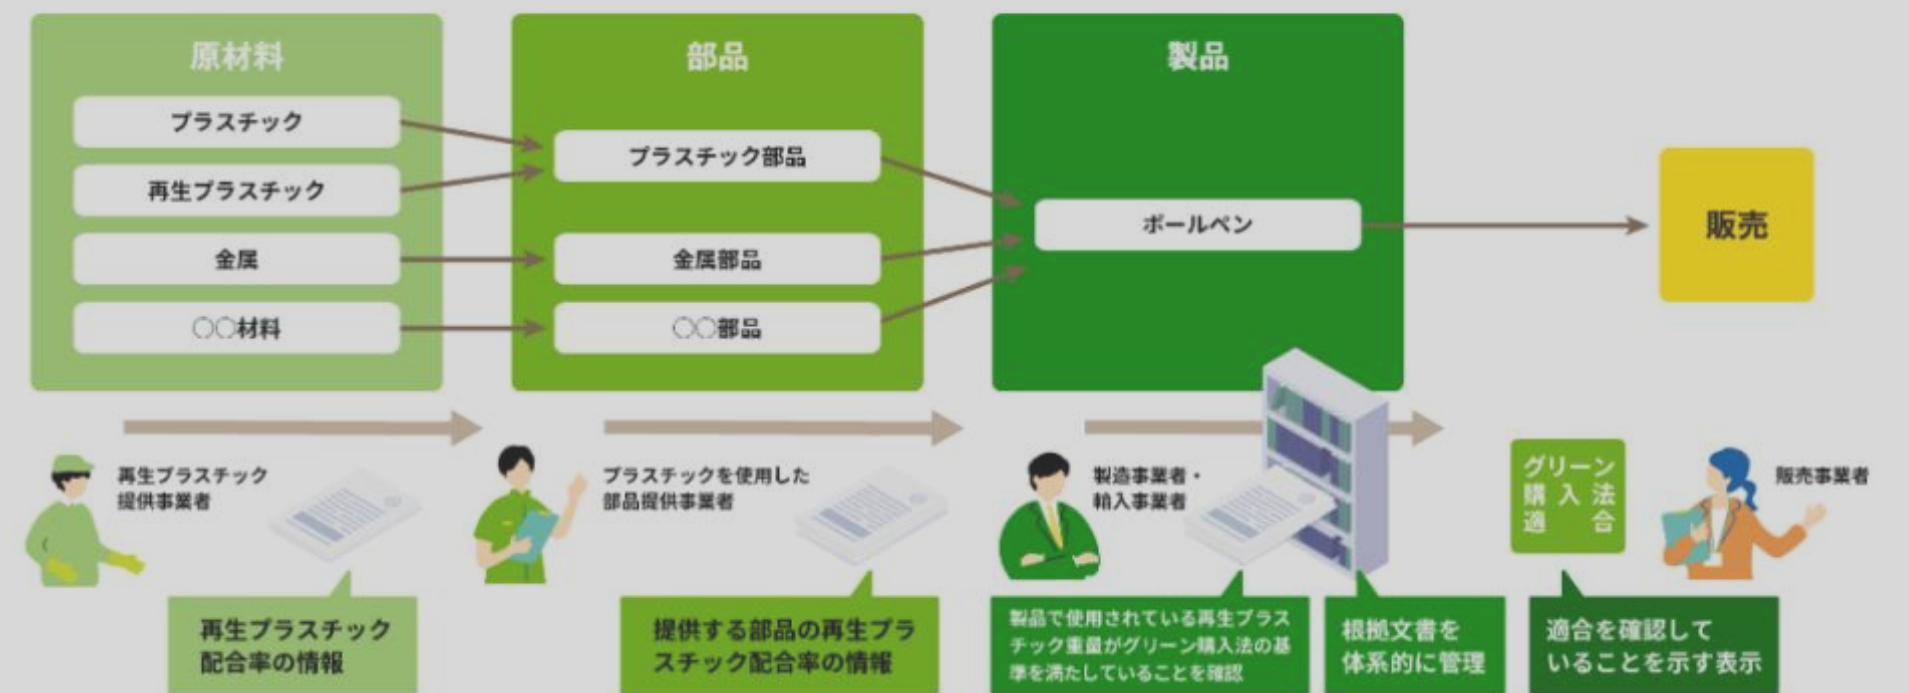 原材料
プラスチック
再生プラスチック
金属
○○材料
部品
プラスチック部品
金属部品
○○部品
製品
ボールペン
販売
再生プラスチック
提供事業者
プラスチックを使用した
部品提供事業者
製造事業者・
輸入事業者
グリーン
購入法
適合
販売事業者
再生プラスチック
配合率の情報
提供する部品の再生プラ
スチック配合率の情報
製品で使用されている再生プラス
チック重量がグリーン購入法の基
準を満たしていることを確認
根拠文書を
体系的に管理
適合を確認して
いることを示す表示